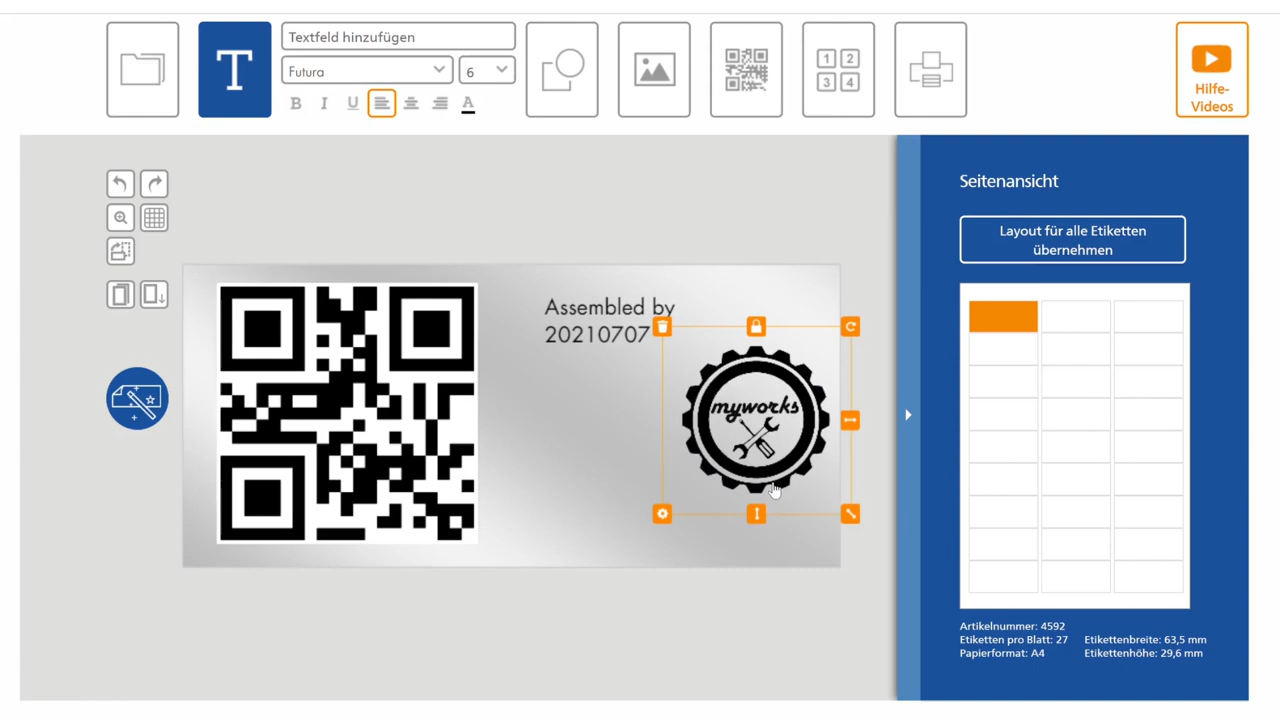 Textfeld hinzufügen
Futura
6
B I U A
1 2
3 4
Hilfe-
Videos
Seitenansicht
Layout für alle Etiketten
übernehmen
Assembled by
20210707
myworks
Artikelnummer: 4592
Etiketten pro Blatt: 27 Etikettenbreite: 63,5 mm
Papierformat: A4 Etikettenhöhe: 29,6 mm